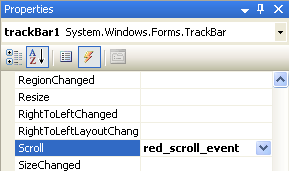 Properties
trackBar1 System.Windows.Forms.TrackBar
RegionChanged
Resize
RightToLeftChanged
RightToLeftLayoutChang
Scroll red_scroll_event
SizeChanged